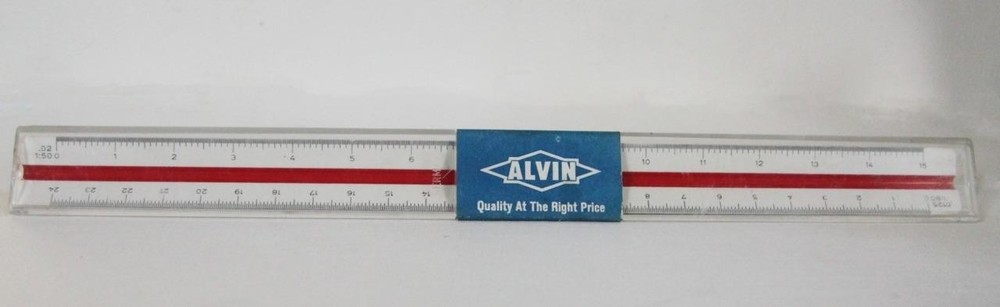 .02
1:50 0 1 2 3 4 5 6 10 11 12 13 14 15
ALVIN
Quality At The Right Price
24 23 22 21 20 19 18 17 16 15 14 8 7 6 5 4 3 2 1